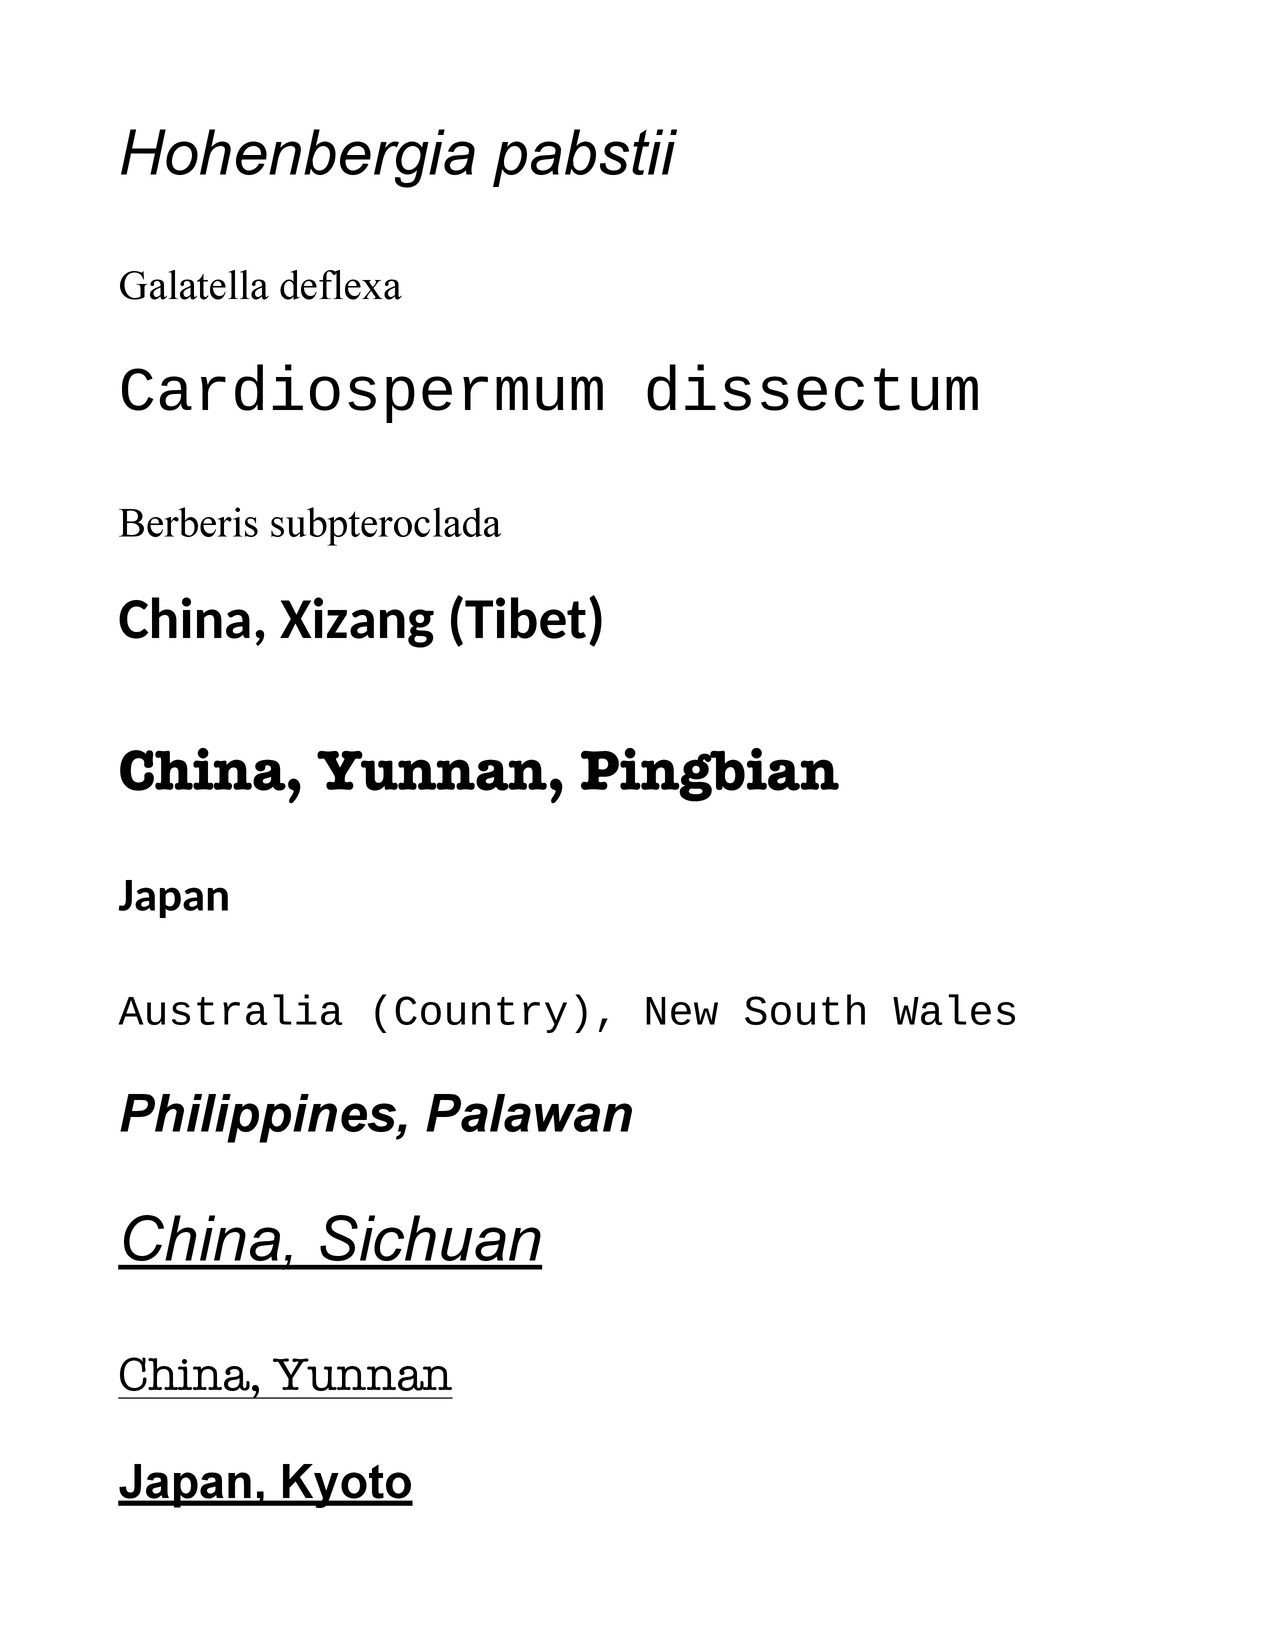 Hohenbergia pabstii
Galatella deflexa
Cardiospermum dissectum
Berberis subpteroclada
China, Xizang (Tibet)
China, Yunnan, Pingbian
Japan
Australia (Country), New South Wales
Philippines, Palawan
China, Sichuan
China, Yunnan
Japan, Kyoto